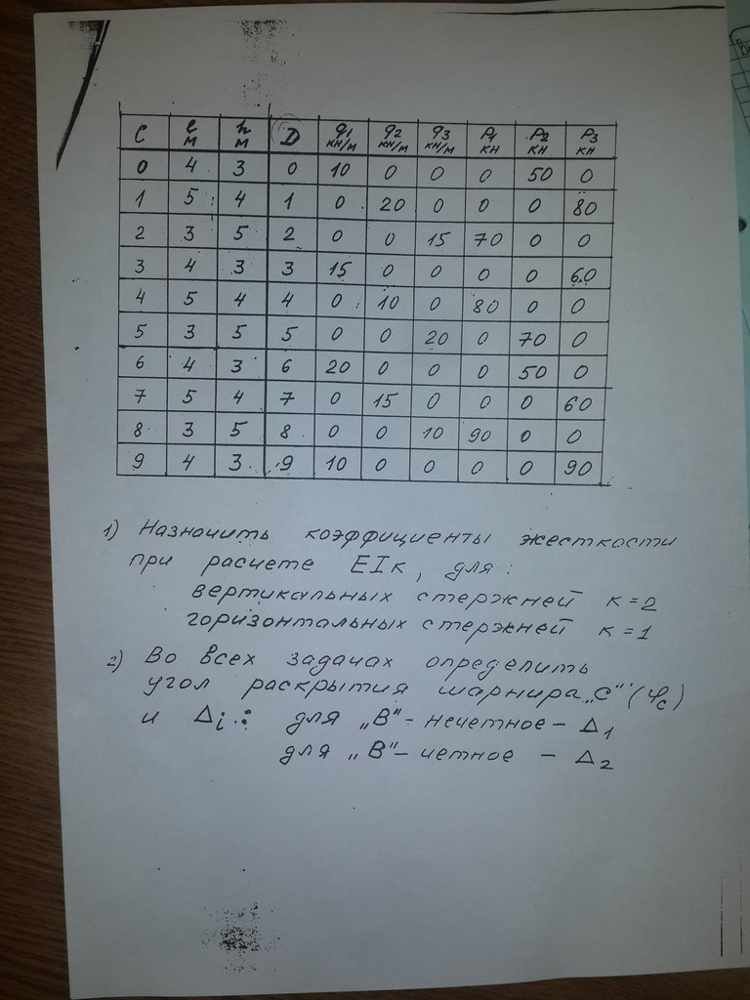 C ℓ м h м D q1 кн/м q2 кн/м q3 кн/м P1 кн P2 кн P3 кн
0 4 3 0 10 0 0 0 50 0
1 5 4 1 0 20 0 0 0 80
2 3 5 2 0 0 15 70 0 0
3 4 3 3 15 0 0 0 0 60
4 5 4 4 0 10 0 80 0 0
5 3 5 5 0 0 20 0 70 0
6 4 3 6 20 0 0 0 50 0
7 5 4 7 0 15 0 0 0 60
8 3 5 8 0 0 10 90 0 0
9 4 3 9 10 0 0 0 0 90
1) Назначить коэффициенты жесткости
при расчете EIк, для:
вертикальных стержней к=2
горизонтальных стержней к=1
2) Во всех задачах определить
угол раскрытия шарнира „С" (φc)
и Δi: для „В"- нечетное - Δ1
для „В"- четное - Δ2